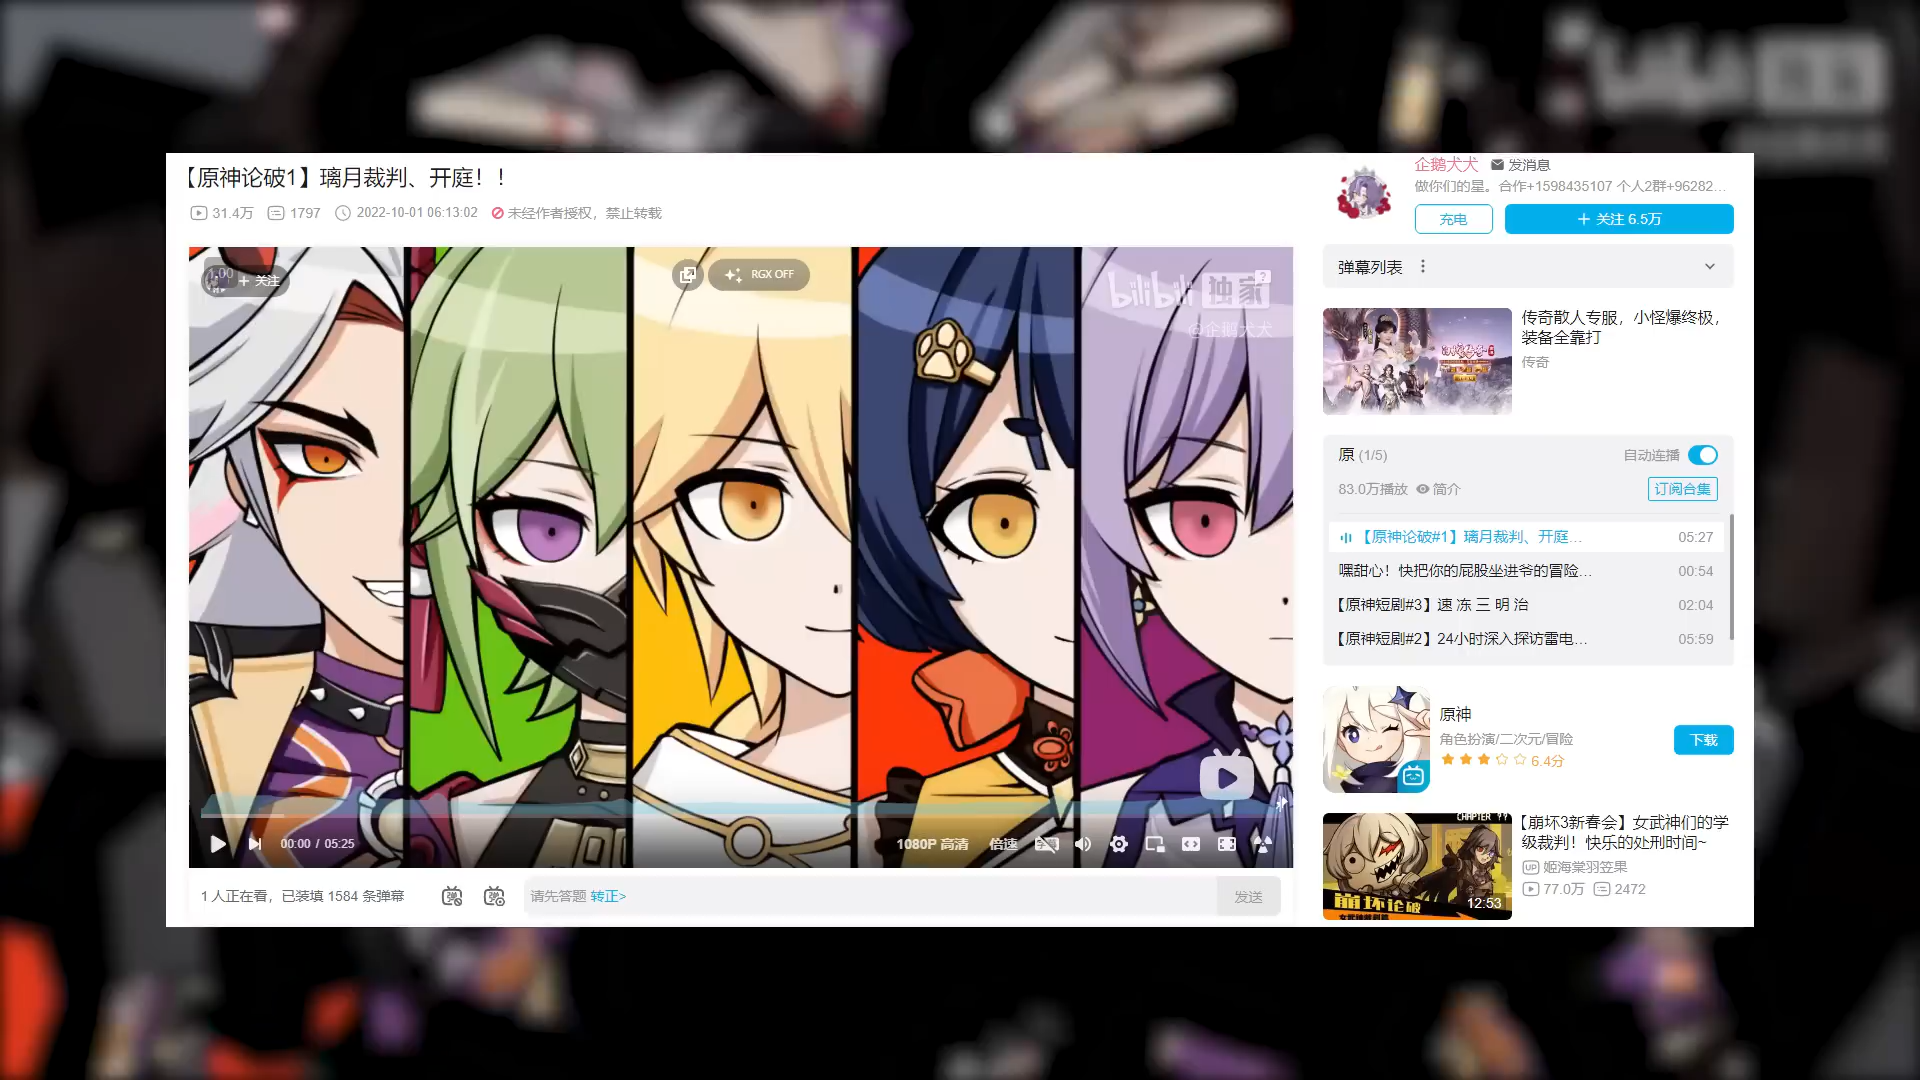 【原神论破1】璃月裁判、开庭！！
31.4万 1797 2022-10-01 06:13:02 未经作者授权，禁止转载
+ 关注
RGX OFF
bilibili 独家
@企鹅犬犬
00:00 / 05:25
1080P 高清 倍速
1 人正在看，已装填 1584 条弹幕
请先答题 转正>
发送
企鹅犬犬 发消息
做你们的星。合作+1598435107 个人2群+96282...
充电
+ 关注 6.5万
弹幕列表
传奇散人专服，小怪爆终极，
装备全靠打
传奇
原 (1/5) 自动连播
83.0万播放 简介 订阅合集
【原神论破#1】璃月裁判、开庭... 05:27
嘿甜心！快把你的屁股坐进爷的冒险... 00:54
【原神短剧#3】速 冻 三 明 治 02:04
【原神短剧#2】24小时深入探访雷电... 05:59
原神
角色扮演/二次元/冒险
6.4分
下载
CHAPTER
崩坏论破
12:53
【崩坏3新春会】女武神们的学
级裁判！快乐的处刑时间~
UP 姬海棠羽笠果
77.0万 2472